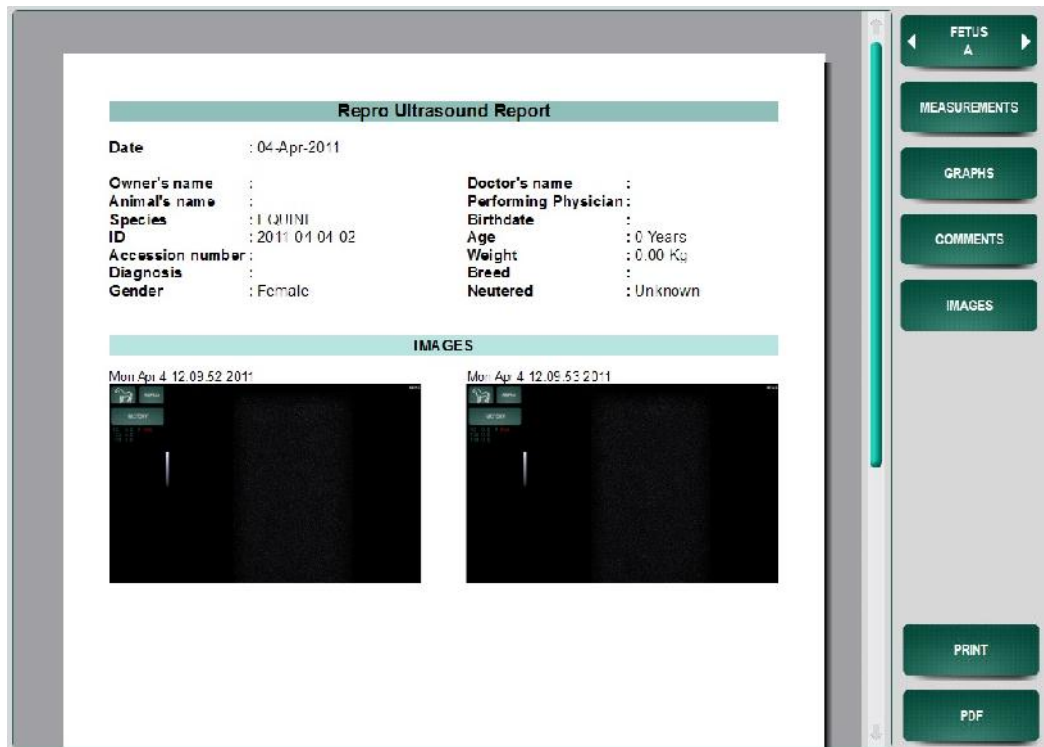 Repro Ultrasound Report
Date : 04-Apr-2011
Owner's name :
Animal's name :
Species : EQUINE
ID : 2011 04 04 02
Accession number :
Diagnosis :
Gender : Female
Doctor's name :
Performing Physician :
Birthdate :
Age : 0 Years
Weight : 0.00 Kg
Breed :
Neutered : Unknown
IMAGES
Mon Apr 4 12.09.52 2011
Mon Apr 4 12.09.53 2011
FETUS
A
MEASUREMENTS
GRAPHS
COMMENTS
IMAGES
PRINT
PDF